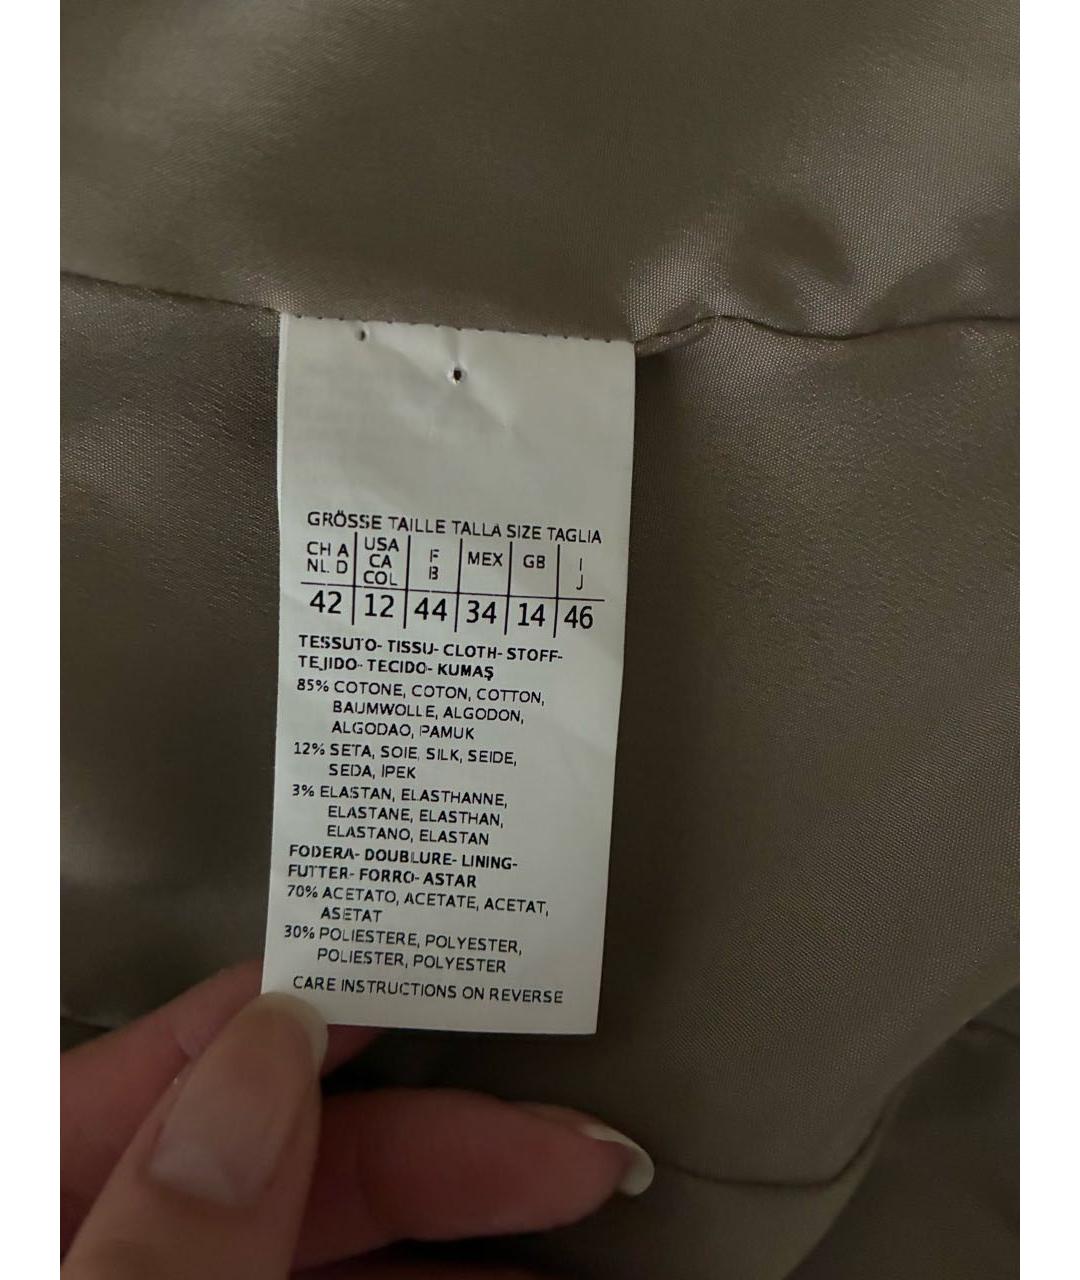 GRÖSSE TAILLE TALLA SIZE TAGLIA
CH A USA F MEX GB I
NL. D CA B J
COL
42 12 44 34 14 46
TESSUTO- TISSU- CLOTH- STOFF-
TEJIDO- TECIDO- KUMAŞ
85% COTONE, COTON, COTTON,
BAUMWOLLE, ALGODON,
ALGODAO, PAMUK
12% SETA, SOIE, SILK, SEIDE,
SEDA, İPEK
3% ELASTAN, ELASTHANNE,
ELASTANE, ELASTHAN,
ELASTANO, ELASTAN
FODERA- DOUBLURE- LINING-
FUTTER- FORRO- ASTAR
70% ACETATO, ACETATE, ACETAT,
ASETAT
30% POLIESTERE, POLYESTER,
POLIESTER, POLYESTER
CARE INSTRUCTIONS ON REVERSE